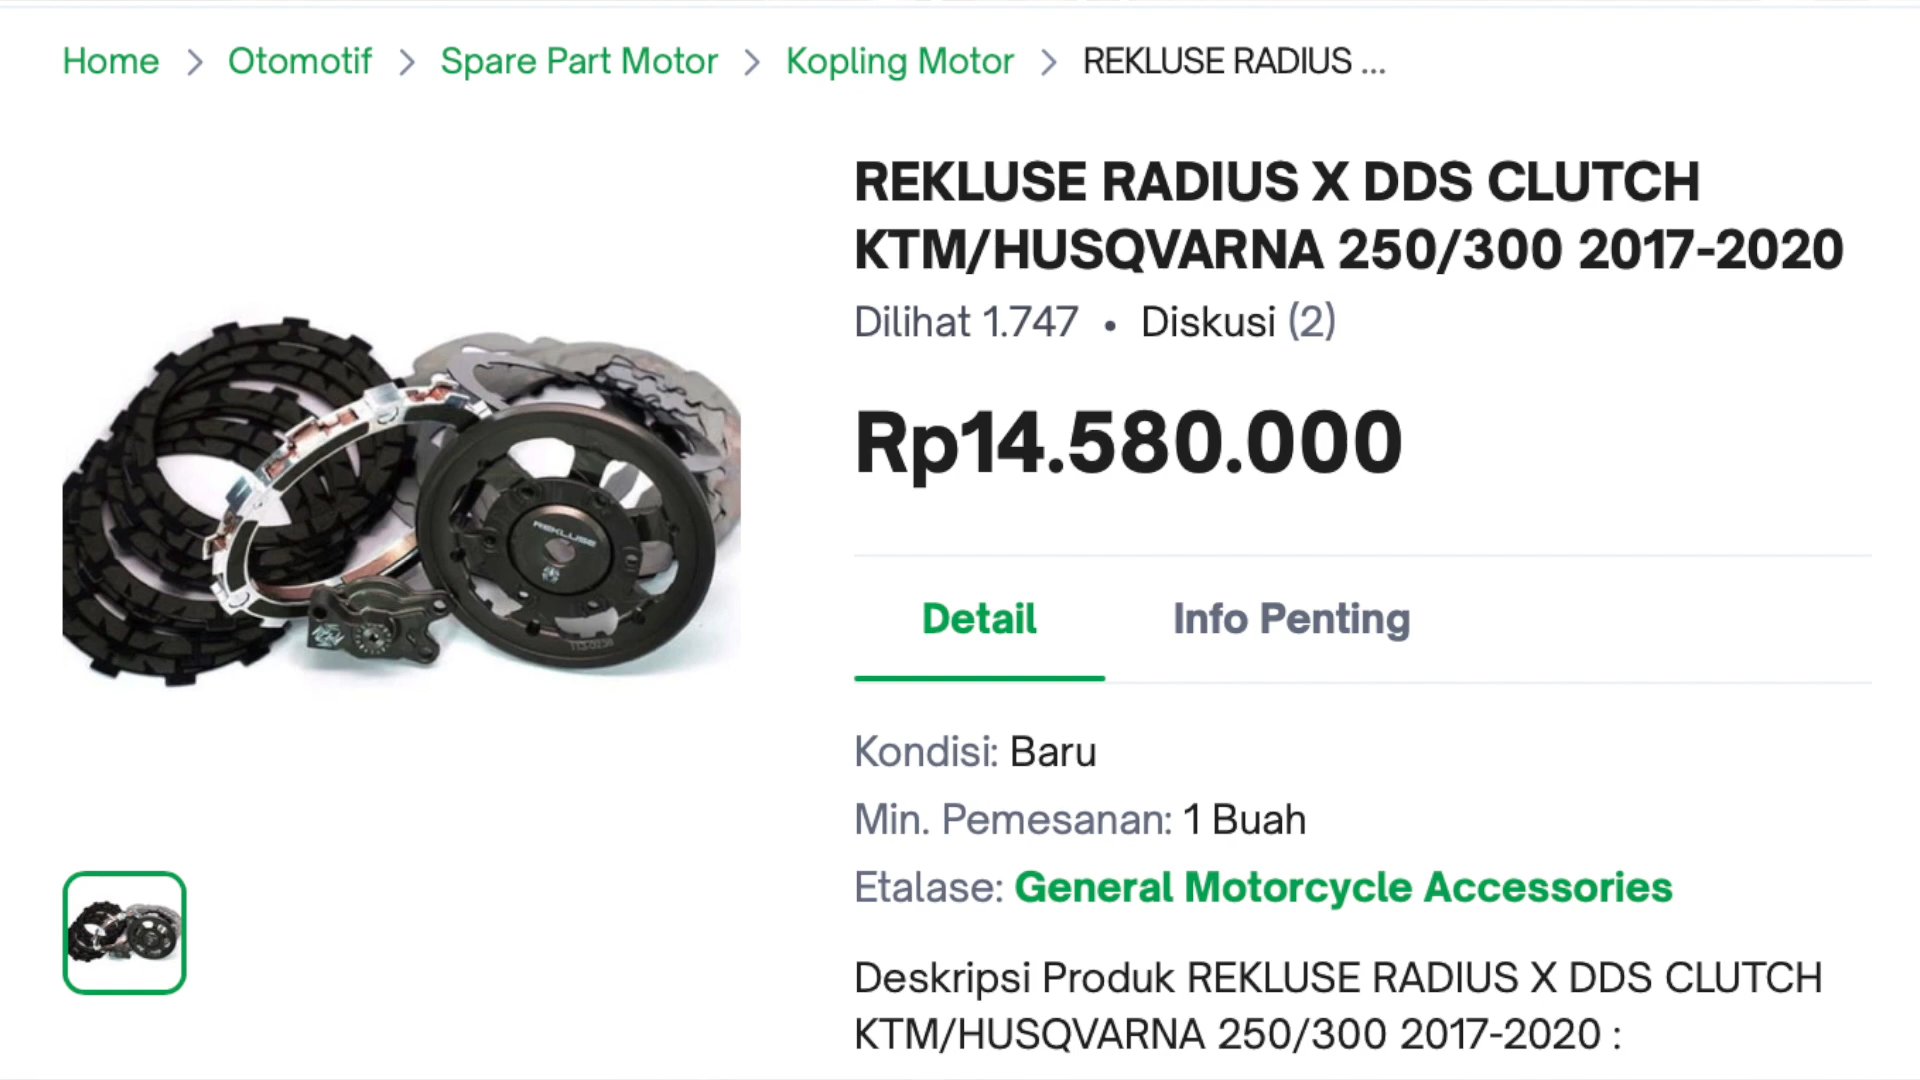 Home > Otomotif > Spare Part Motor > Kopling Motor > REKLUSE RADIUS ...
REKLUSE RADIUS X DDS CLUTCH
KTM/HUSQVARNA 250/300 2017-2020
Dilihat 1.747 • Diskusi (2)
Rp14.580.000
REKLUSE
Detail
Info Penting
Kondisi: Baru
Min. Pemesanan: 1 Buah
Etalase: General Motorcycle Accessories
Deskripsi Produk REKLUSE RADIUS X DDS CLUTCH
KTM/HUSQVARNA 250/300 2017-2020 :